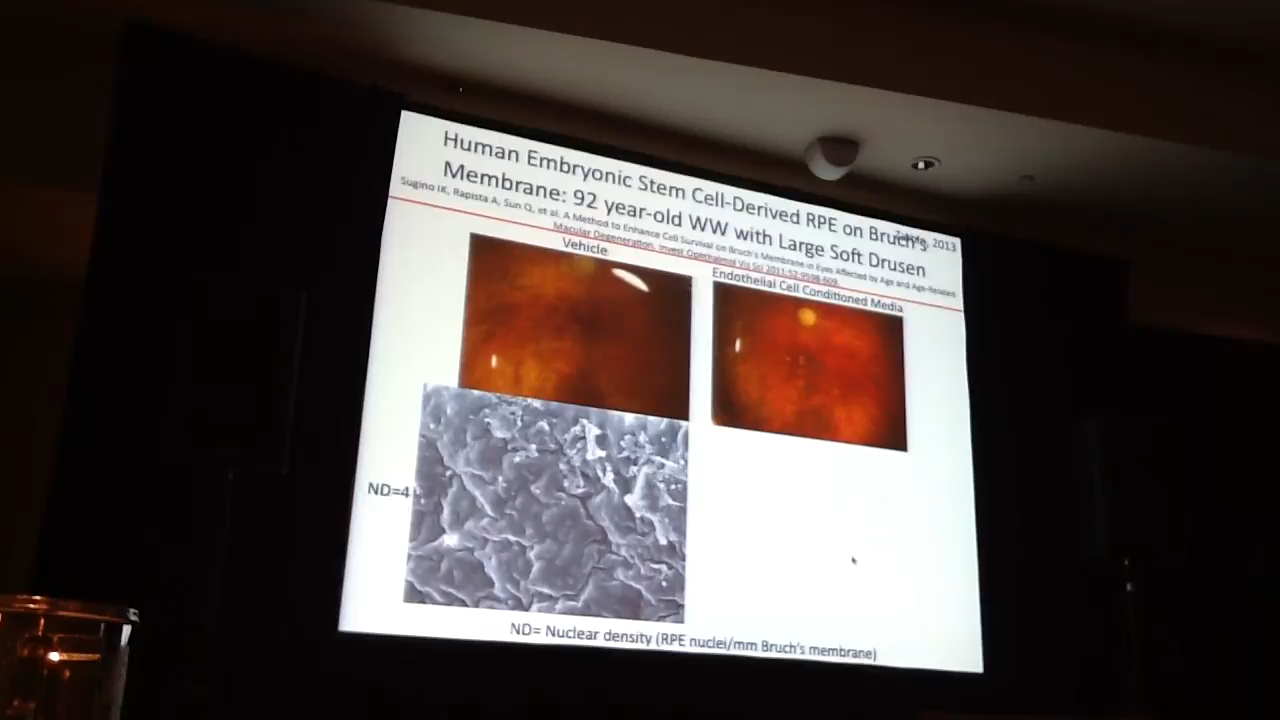 Human Embryonic Stem Cell-Derived RPE on Bruch's
Membrane: 92 year-old WW with Large Soft Drusen
2013
Sugino IK, Rapista A, Sun Q, et al. A Method to Enhance Cell Survival on Bruch's Membrane in Eyes Affected by Age and Age-Related
Macular Degeneration. Invest Ophthalmol Vis Sci 2011;52:9598-609.
Vehicle
Endothelial Cell Conditioned Media
ND=4
ND= Nuclear density (RPE nuclei/mm Bruch's membrane)